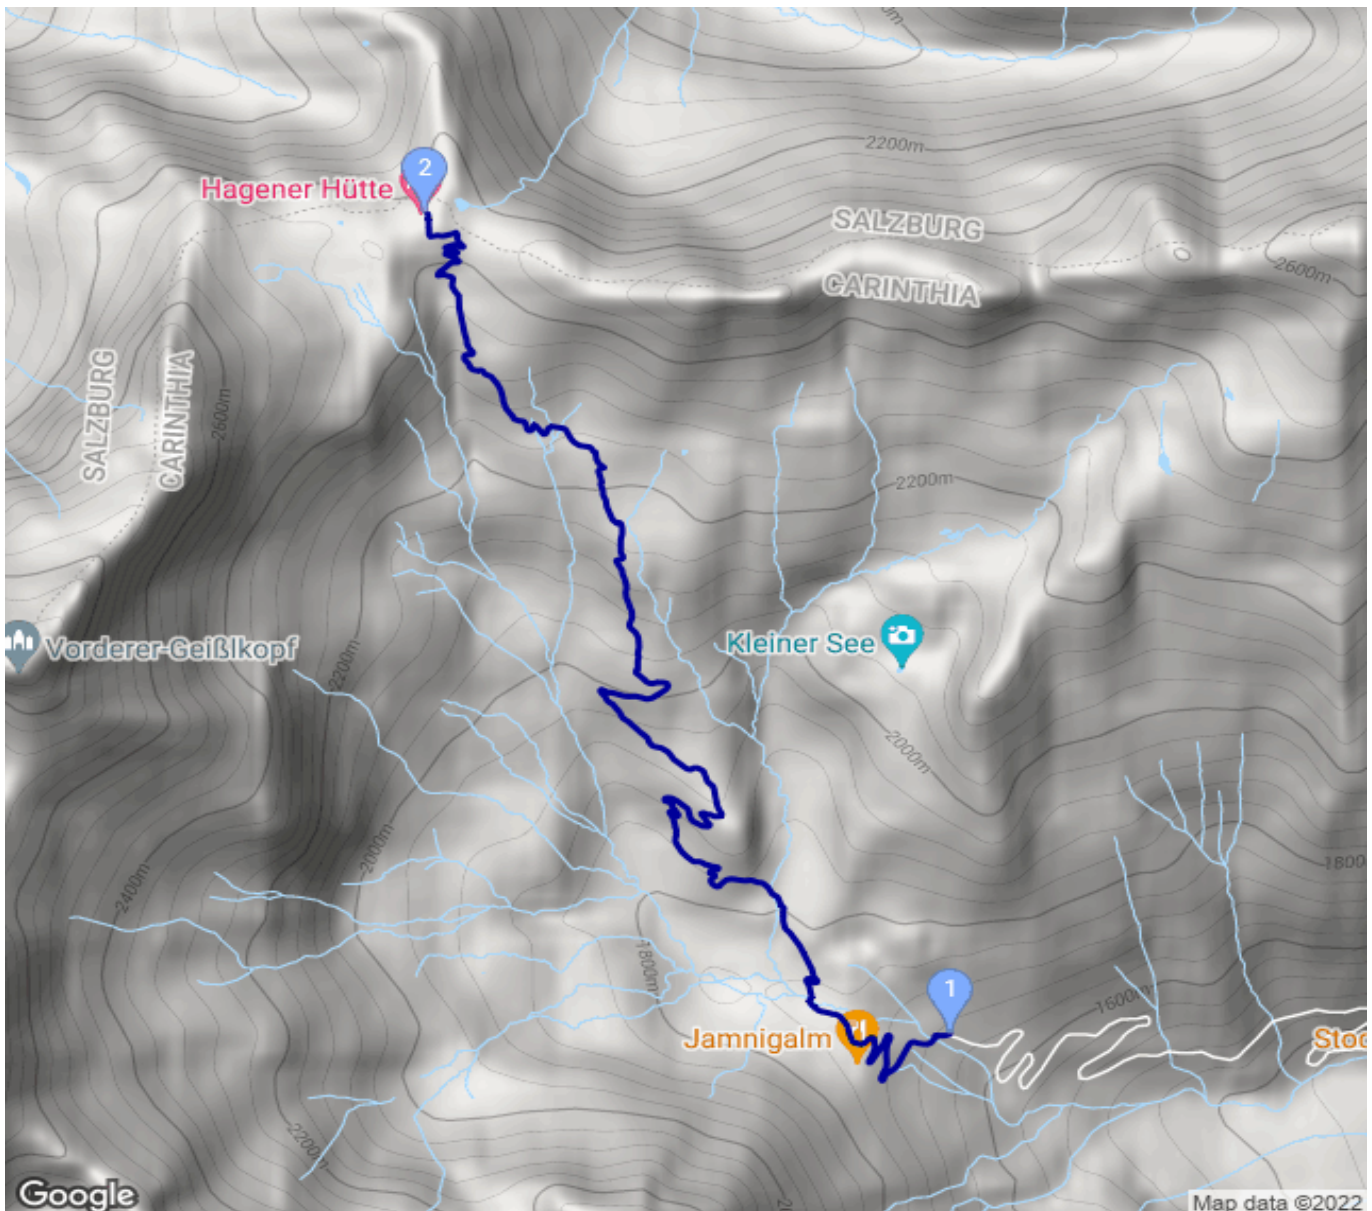 2200m
2
Hagener Hütte
SALZBURG
CARINTHIA
2600m
SALZBURG
CARINTHIA
2600m
2200m
Kleiner See
Vorderer-Geißlkopf
2200m
2000m
2000m
1800
2400m
1800m
1
1600m
Jamnigalm
Stoc
2200m
Google
Map data ©2022